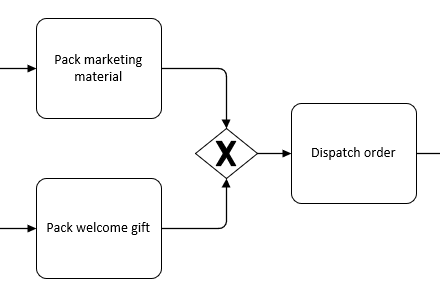 Pack marketing
material
X
Dispatch order
Pack welcome gift